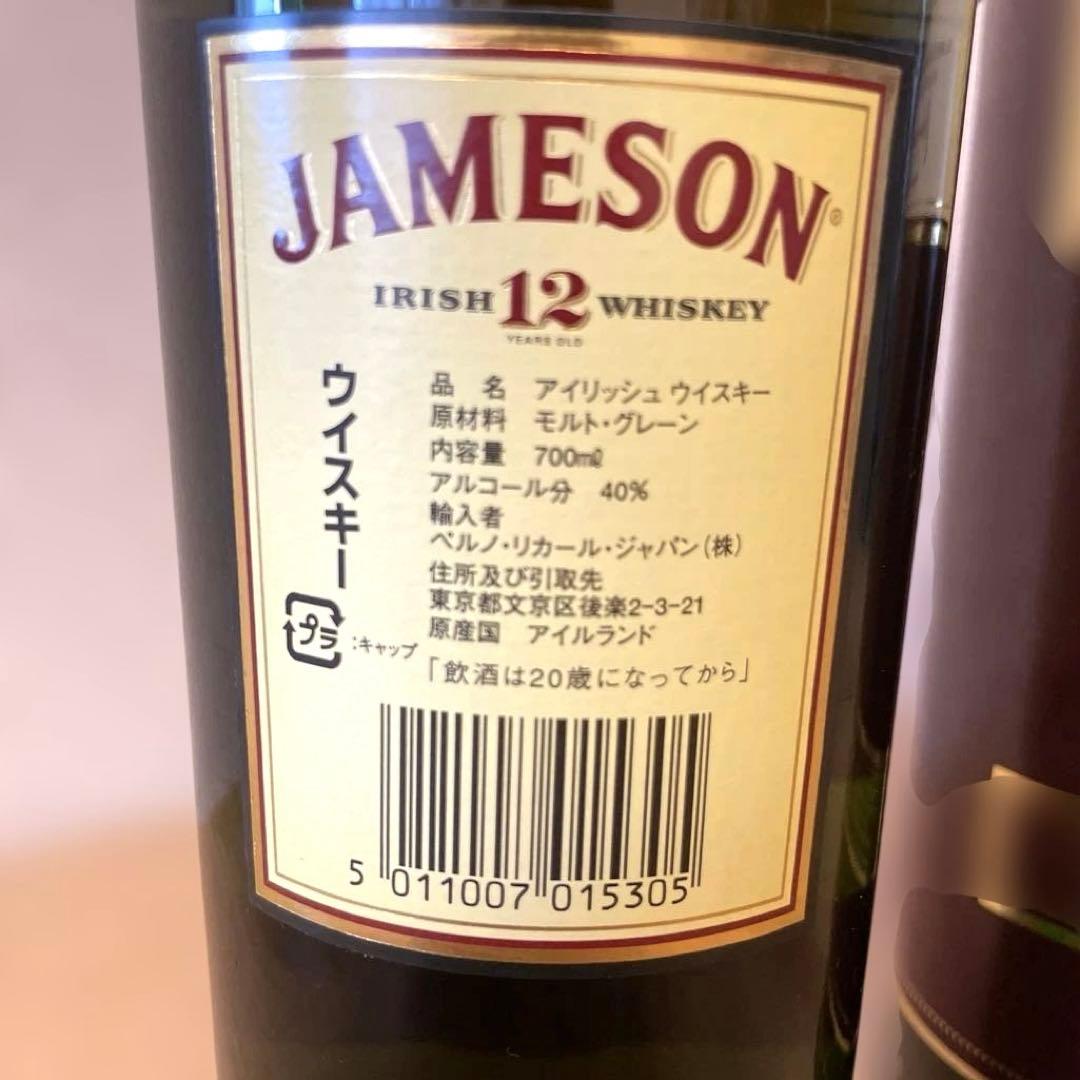 JAMESON®
IRISH 12 WHISKEY
YEARS OLD
ウイスキー
品 名 アイリッシュ ウイスキー
原材料 モルト・グレーン
内容量 700mℓ
アルコール分 40%
輸入者
ペルノ・リカール・ジャパン(株)
住所及び引取先
東京都文京区後楽2-3-21
原産国 アイルランド
プラ :キャップ
「飲酒は20歳になってから」
5 011007 015305